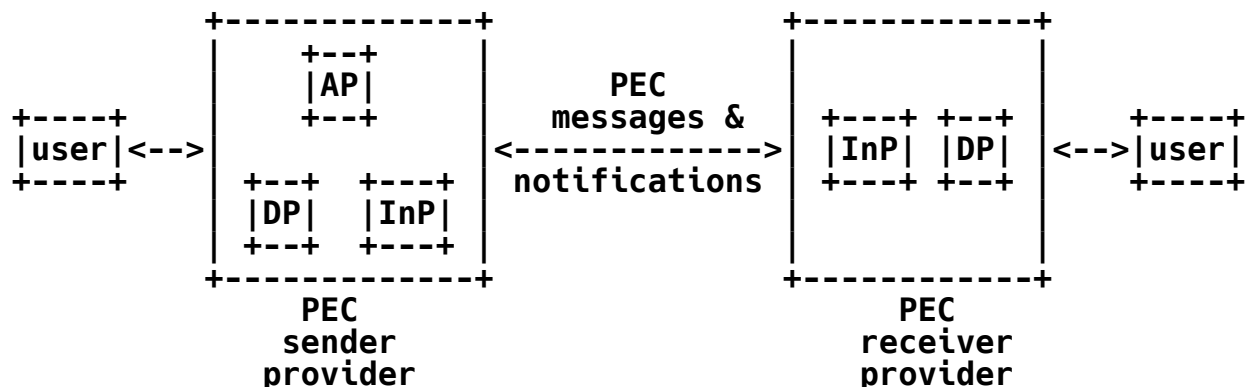 +-------------+               +------------+
|    +--+     |               |            |
|    |AP|     |      PEC      |            |
+----+    |    +--+     |  messages &   | +---+ +--+ |    +----+
|user|<-->|             |<------------->| |InP| |DP| |<-->|user|
+----+    | +--+  +---+ | notifications | +---+ +--+ |    +----+
| |DP|  |InP| |               |            |
| +--+  +---+ |               |            |
+-------------+               +------------+
PEC                              PEC
sender                         receiver
provider                       provider